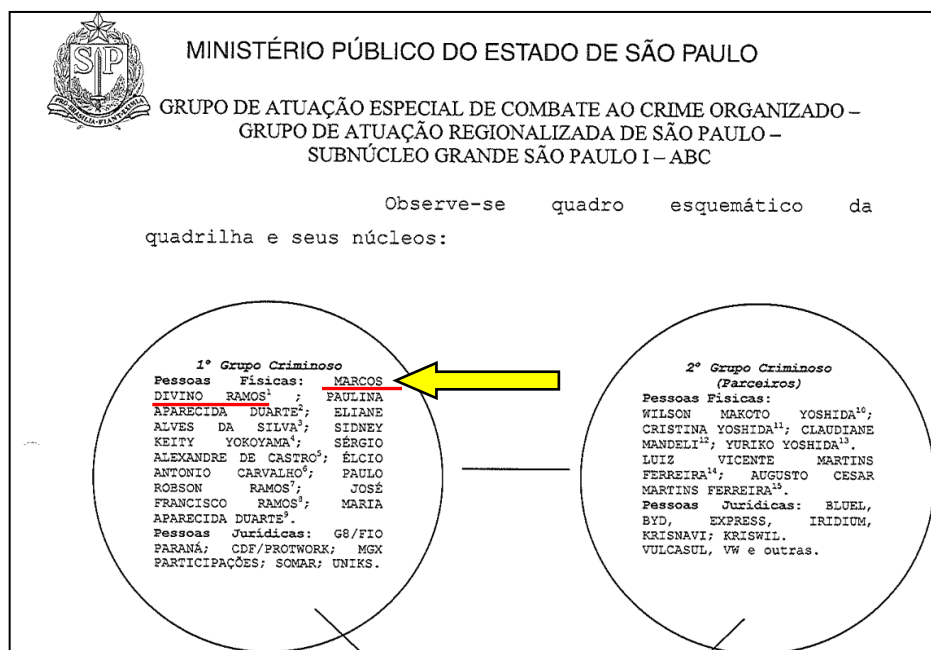 MINISTÉRIO PÚBLICO DO ESTADO DE SÃO PAULO
GRUPO DE ATUAÇÃO ESPECIAL DE COMBATE AO CRIME ORGANIZADO –
GRUPO DE ATUAÇÃO REGIONALIZADA DE SÃO PAULO –
SUBNÚCLEO GRANDE SÃO PAULO I – ABC
Observe-se quadro esquemático da
quadrilha e seus núcleos:
1º Grupo Criminoso
Pessoas Físicas: MARCOS
DIVINO RAMOS¹ ; PAULINA
APARECIDA DUARTE²; ELIANE
ALVES DA SILVA³; SIDNEY
KEITY YOKOYAMA⁴; SÉRGIO
ALEXANDRE DE CASTRO⁵; ÉLCIO
ANTONIO CARVALHO⁶; PAULO
ROBSON RAMOS⁷; JOSÉ
FRANCISCO RAMOS⁸; MARIA
APARECIDA DUARTE⁹.
Pessoas Jurídicas: G8/FIO
PARANÁ; CDF/PROTWORK; MGX
PARTICIPAÇÕES; SOMAR; UNIKS.
2º Grupo Criminoso
(Parceiros)
Pessoas Físicas:
WILSON MAKOTO YOSHIDA¹⁰;
CRISTINA YOSHIDA¹¹; CLAUDIANE
MANDELI¹²; YURIKO YOSHIDA¹³.
LUIZ VICENTE MARTINS
FERREIRA¹⁴; AUGUSTO CESAR
MARTINS FERREIRA¹⁵.
Pessoas Jurídicas: BLUEL,
BYD, EXPRESS, IRIDIUM,
KRISNAVI; KRISWIL.
VULCASUL, VW e outras.